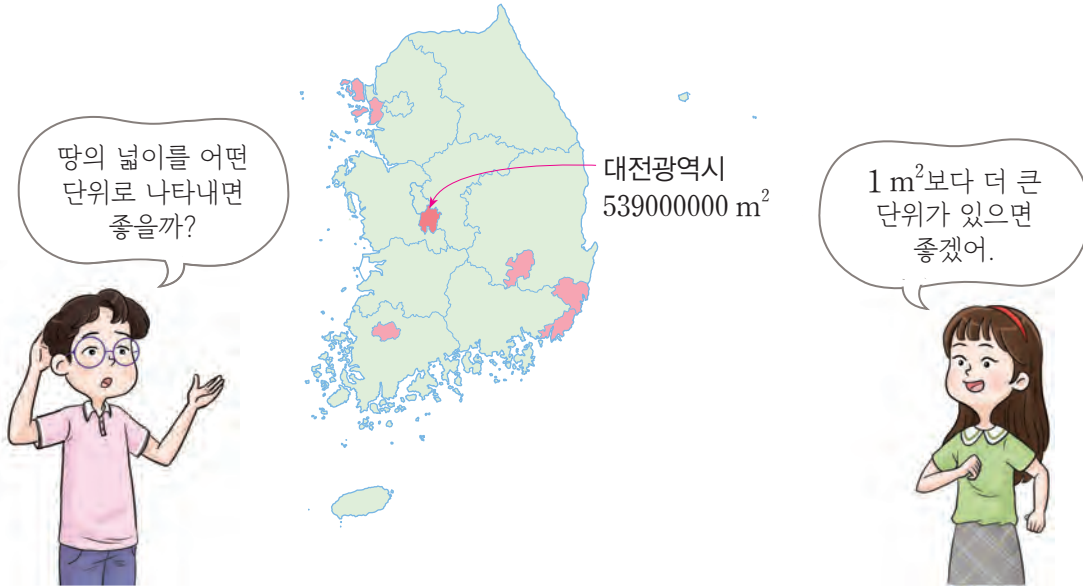 땅의 넓이를 어떤
단위로 나타내면
좋을까?
대전광역시
539000000 m²
1 m²보다 더 큰
단위가 있으면
좋겠어.